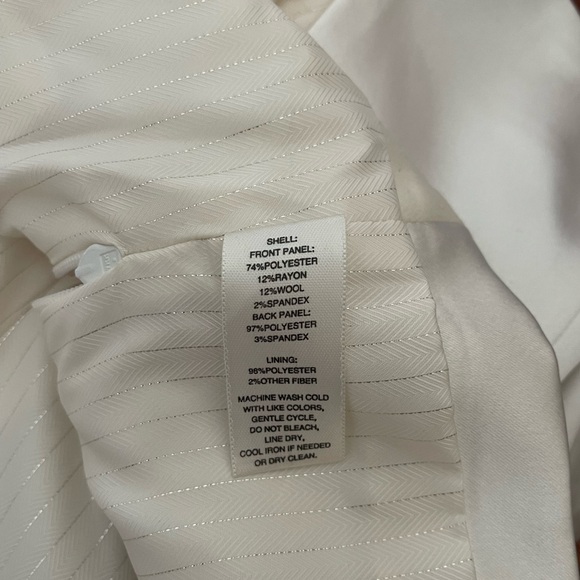 SHELL:
FRONT PANEL:
74%POLYESTER
12%RAYON
12%WOOL
2%SPANDEX
BACK PANEL:
97%POLYESTER
3%SPANDEX
LINING:
98%POLYESTER
2%OTHER FIBER
MACHINE WASH COLD
WITH LIKE COLORS,
GENTLE CYCLE,
DO NOT BLEACH,
LINE DRY,
COOL IRON IF NEEDED
OR DRY CLEAN.